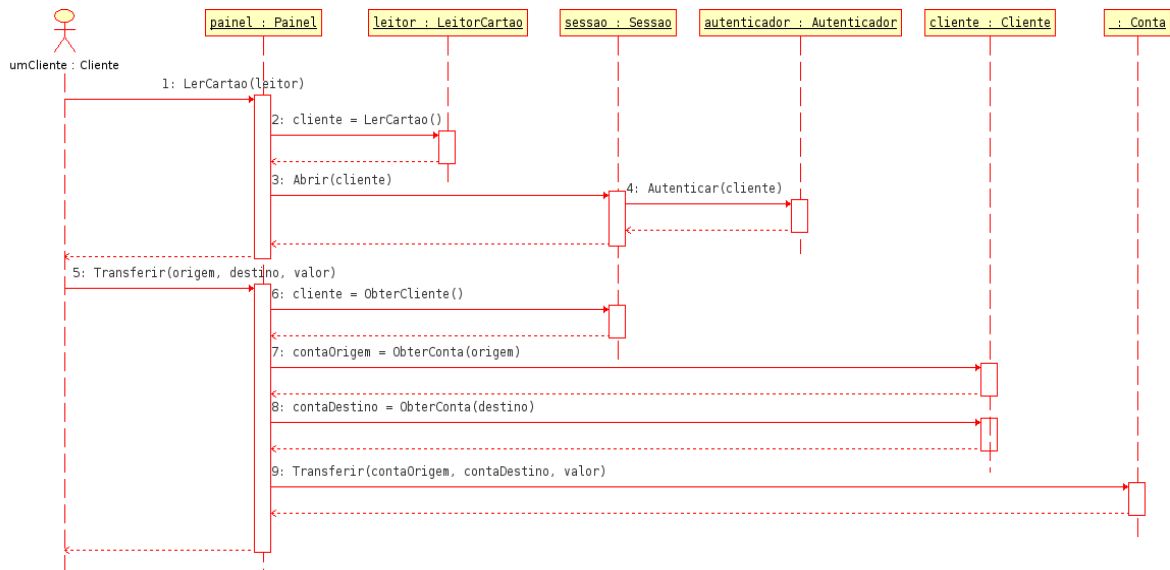 painel : Painel
leitor : LeitorCartao
sessao : Sessao
autenticador : Autenticador
cliente : Cliente
: Conta
umCliente : Cliente
1: LerCartao(leitor)
2: cliente = LerCartao()
3: Abrir(cliente)
4: Autenticar(cliente)
5: Transferir(origem, destino, valor)
6: cliente = ObterCliente()
7: contaOrigem = ObterConta(origem)
8: contaDestino = ObterConta(destino)
9: Transferir(contaOrigem, contaDestino, valor)